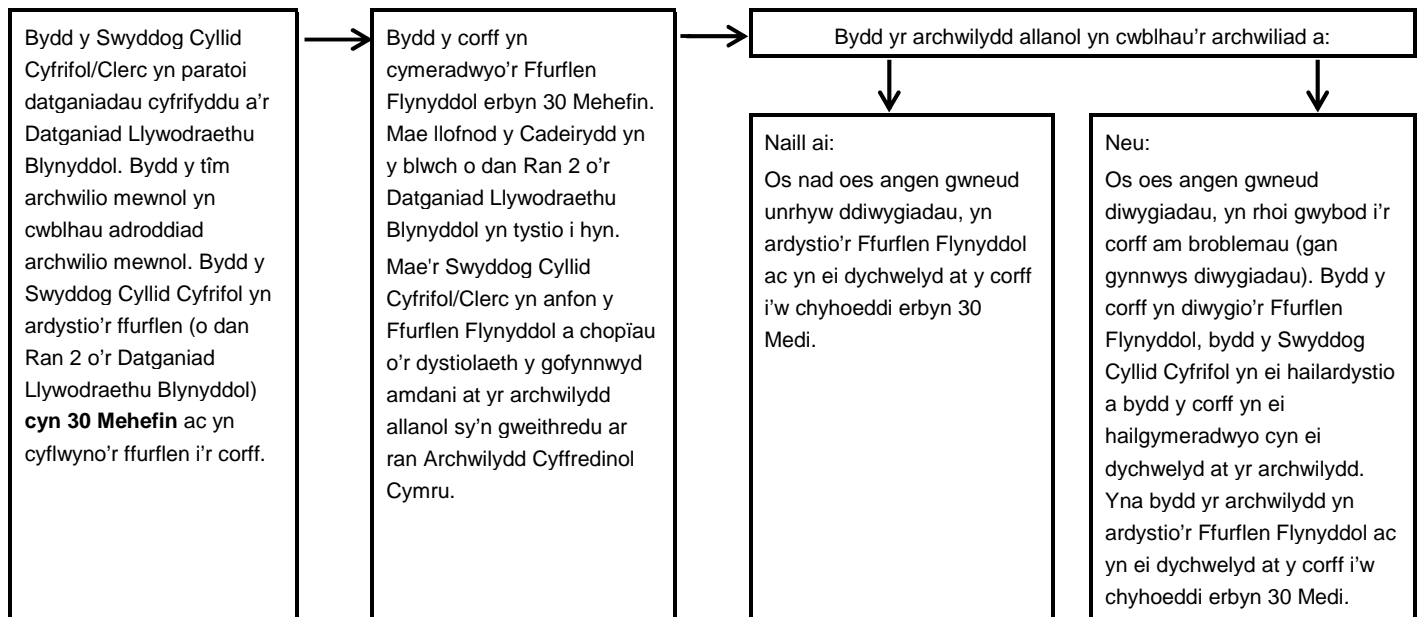 Bydd y Swyddog Cyllid
Cyfrifol/Clerc yn paratoi
datganiadau cyfrifyddu a'r
Datganiad Llywodraethu
Blynyddol. Bydd y tîm
archwilio mewnol yn
cwblhau adroddiad
archwilio mewnol. Bydd y
Swyddog Cyllid Cyfrifol yn
ardystio'r ffurflen (o dan
Ran 2 o'r Datganiad
Llywodraethu Blynyddol)
cyn 30 Mehefin ac yn
cyflwyno'r ffurflen i'r corff.
Bydd y corff yn
cymeradwyo'r Ffurflen
Flynyddol erbyn 30 Mehefin.
Mae llofnod y Cadeirydd yn
y blwch o dan Ran 2 o'r
Datganiad Llywodraethu
Blynyddol yn tystio i hyn.
Mae'r Swyddog Cyllid
Cyfrifol/Clerc yn anfon y
Ffurflen Flynyddol a chopïau
o'r dystiolaeth y gofynnwyd
amdani at yr archwilydd
allanol sy'n gweithredu ar
ran Archwilydd Cyffredinol
Cymru.
Bydd yr archwilydd allanol yn cwblhau'r archwiliad a:
Naill ai:
Os nad oes angen gwneud
unrhyw ddiwygiadau, yn
ardystio'r Ffurflen Flynyddol
ac yn ei dychwelyd at y corff
i'w chyhoeddi erbyn 30
Medi.
Neu:
Os oes angen gwneud
diwygiadau, yn rhoi gwybod i'r
corff am broblemau (gan
gynnwys diwygiadau). Bydd y
corff yn diwygio'r Ffurflen
Flynyddol, bydd y Swyddog
Cyllid Cyfrifol yn ei hailardystio
a bydd y corff yn ei
hailgymeradwyo cyn ei
dychwelyd at yr archwilydd.
Yna bydd yr archwilydd yn
ardystio'r Ffurflen Flynyddol ac
yn ei dychwelyd at y corff i'w
chyhoeddi erbyn 30 Medi.